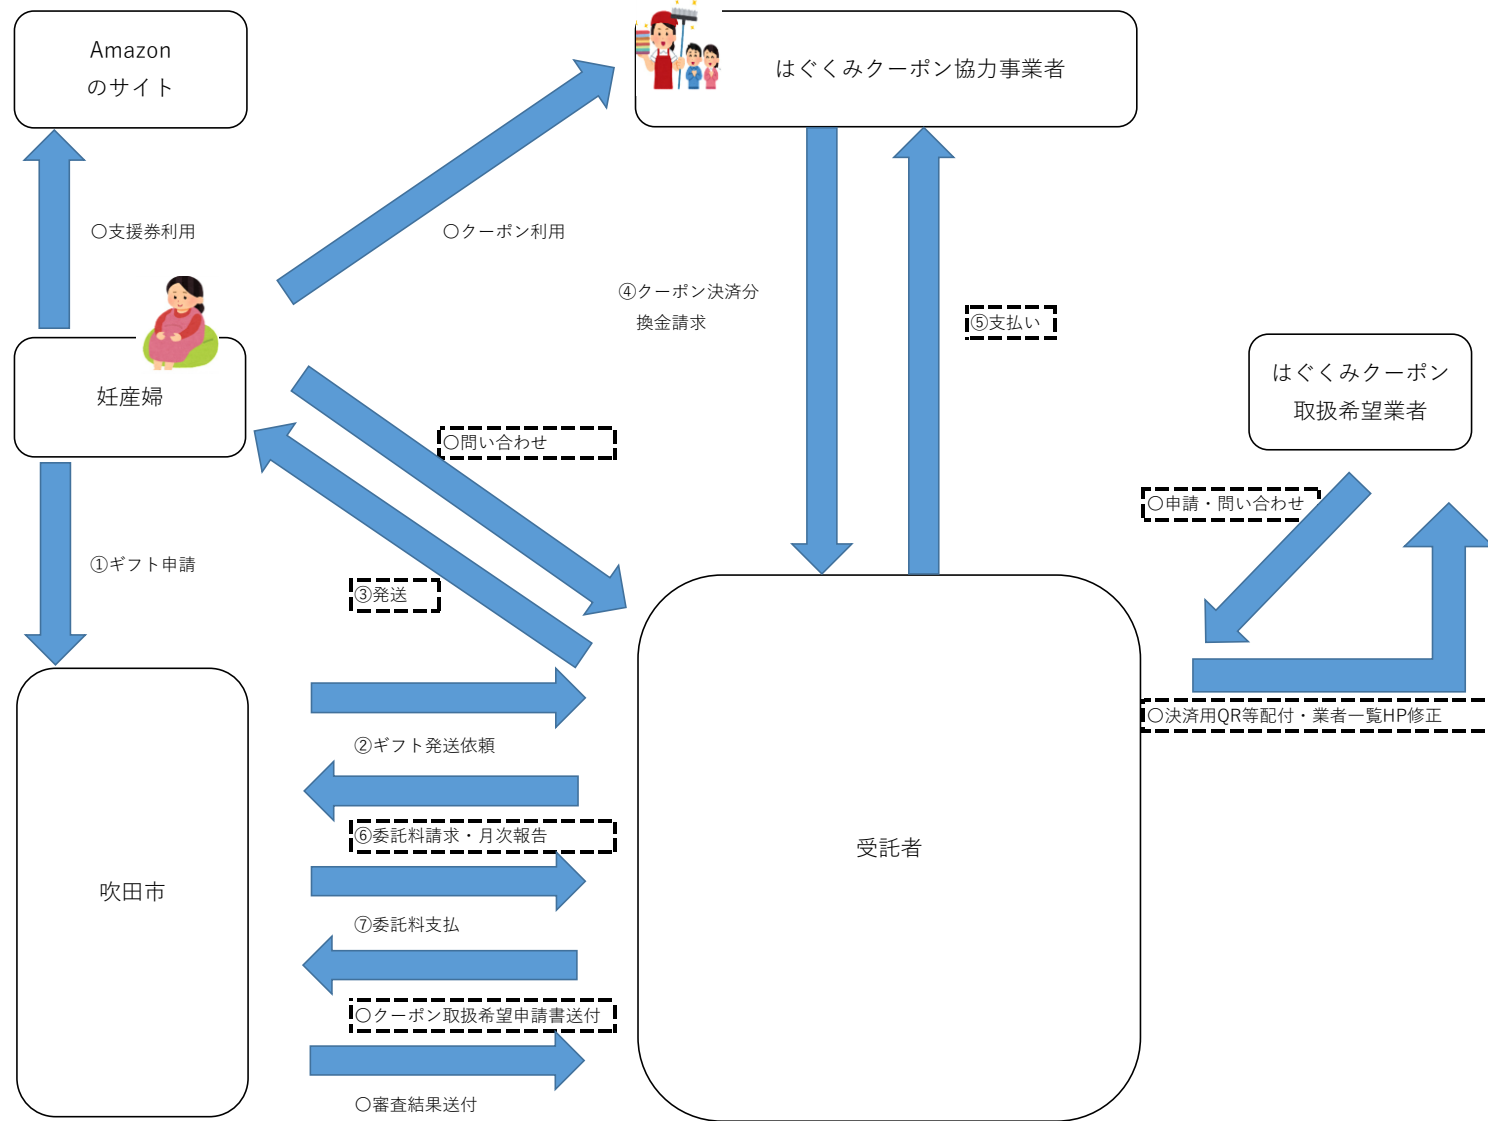 Amazon
のサイト
はぐくみクーポン協力事業者
〇支援券利用
〇クーポン利用
④クーポン決済分
換金請求
⑤支払い
はぐくみクーポン
取扱希望業者
妊産婦
〇問い合わせ
〇申請・問い合わせ
①ギフト申請
③発送
〇決済用QR等配付・業者一覧HP修正
②ギフト発送依頼
⑥委託料請求・月次報告
受託者
吹田市
⑦委託料支払
〇クーポン取扱希望申請書送付
〇審査結果送付